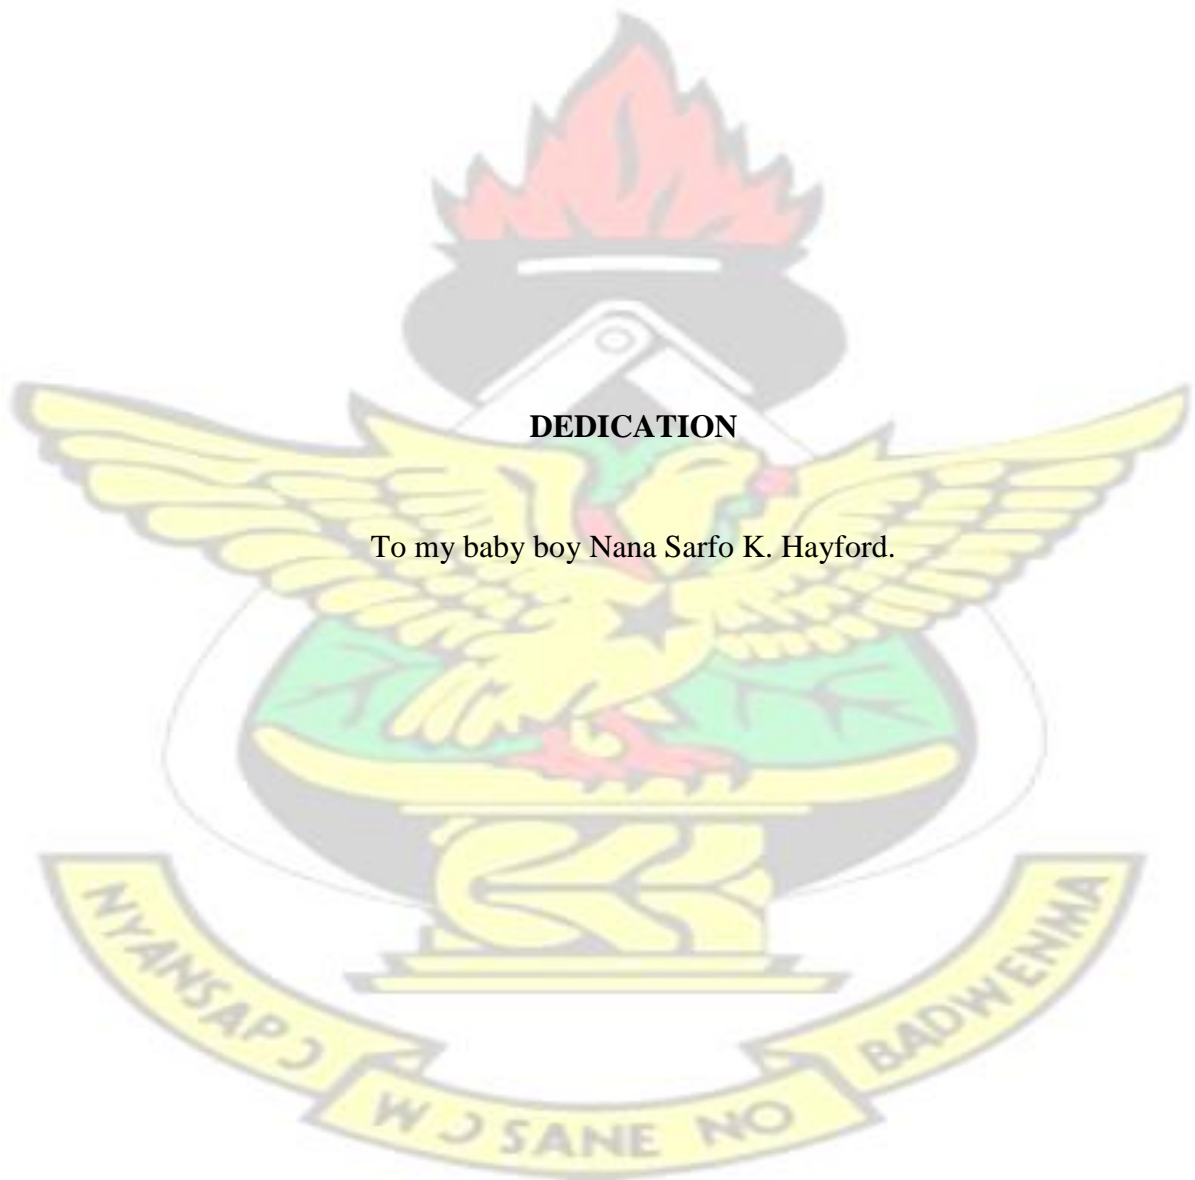 DEDICATION
To my baby boy Nana Sarfo K. Hayford.
NYANSAPƆ
WƆSANE NO
BADWENMA